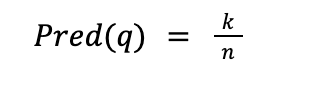 Pred(q) = k/n